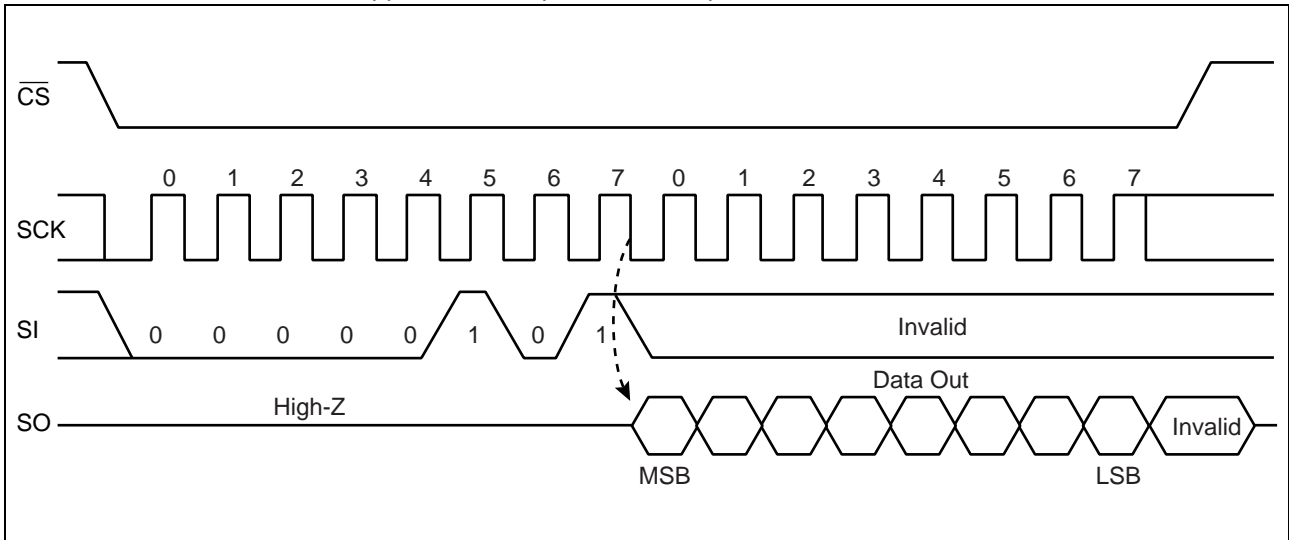 CS
0 1 2 3 4 5 6 7 0 1 2 3 4 5 6 7
SCK
SI 0 0 0 0 0 1 0 1 Invalid
Data Out
High-Z
SO Invalid
MSB LSB